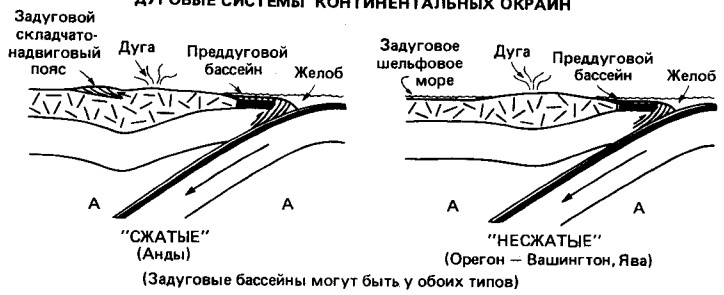 ДУГОВЫЕ СИСТЕМЫ КОНТИНЕНТАЛЬНЫХ ОКРАИН
Задуговой
складчато-
надвиговый
пояс
Дуга
Преддуговой
бассейн
Желоб
А
А
"СЖАТЫЕ"
(Анды)
Задуговое
шельфовое
море
Дуга
Преддуговой
бассейн
Желоб
А
А
"НЕСЖАТЫЕ"
(Орегон — Вашингтон, Ява)
(Задуговые бассейны могут быть у обоих типов)